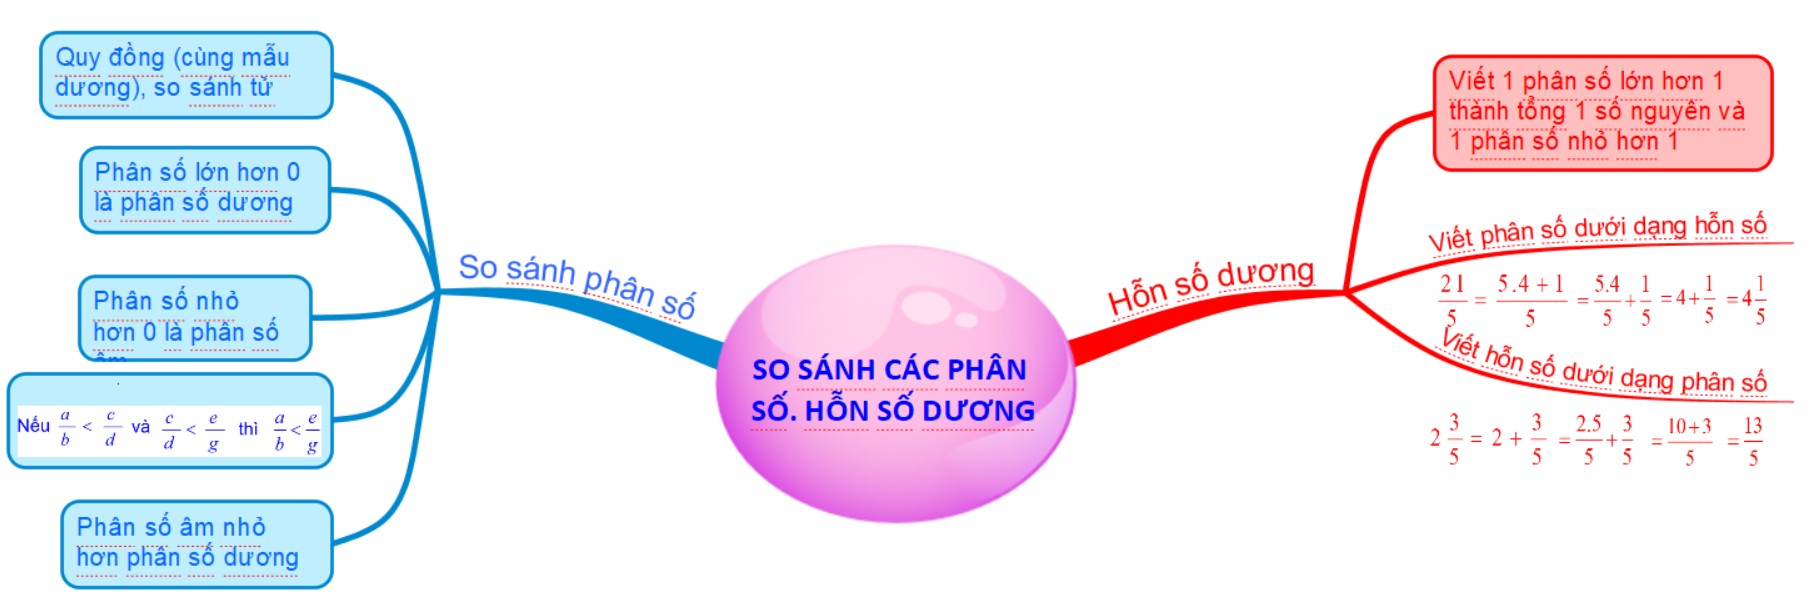 Quy đồng (cùng mẫu
dương), so sánh tử
Phân số lớn hơn 0
là phân số dương
Phân số nhỏ
hơn 0 là phân số
âm
Nếu a/b < c/d và c/d < e/g thì a/b < e/g
Phân số âm nhỏ
hơn phân số dương
So sánh phân số
SO SÁNH CÁC PHÂN
SỐ. HỖN SỐ DƯƠNG
Hỗn số dương
Viết 1 phân số lớn hơn 1
thành tổng 1 số nguyên và
1 phân số nhỏ hơn 1
Viết phân số dưới dạng hỗn số
21/5 = (5.4 + 1)/5 = 5.4/5 + 1/5 = 4 + 1/5 = 4 1/5
Viết hỗn số dưới dạng phân số
2 3/5 = 2 + 3/5 = 2.5/5 + 3/5 = (10+3)/5 = 13/5